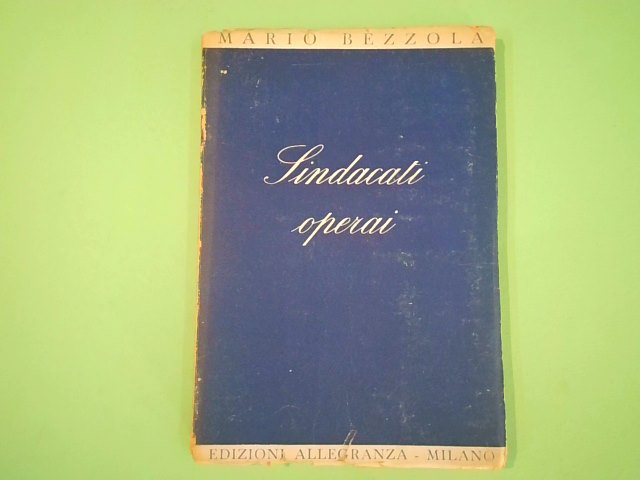 MARIO BEZZOLA
Sindacati
operai
EDIZIONI ALLEGRANZA - MILANO